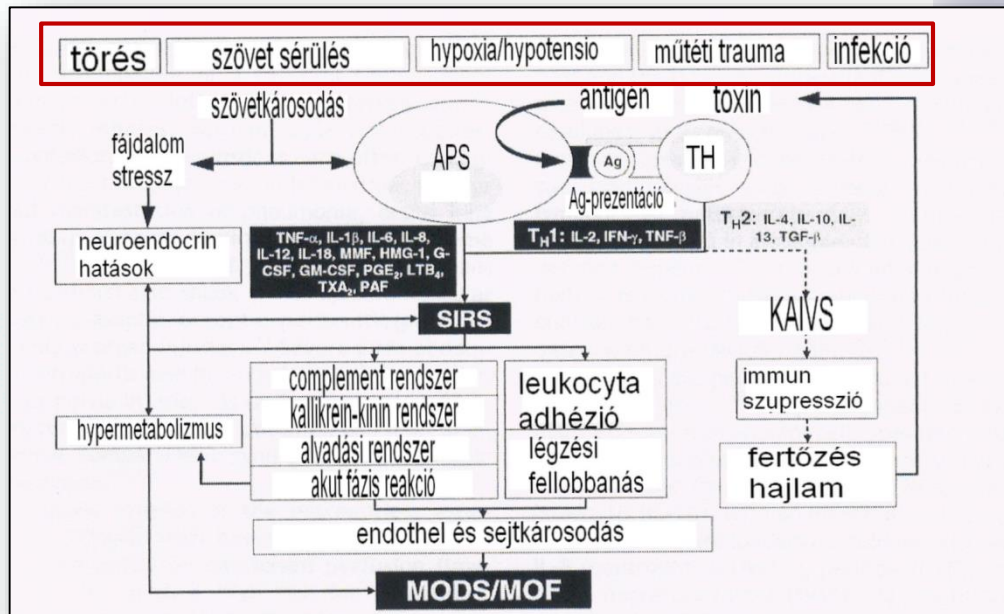 törés szövet sérülés hypoxia/hypotensio műtéti trauma infekció
szövetkárosodás
antigen toxin
fájdalom
stressz
APS
Ag
TH
Ag-prezentáció
neuroendocrin
hatások
TNF-α, IL-1β, IL-6, IL-8,
IL-12, IL-18, MMF, HMG-1, G-
CSF, GM-CSF, PGE₂, LTB₄,
TXA₂, PAF
TH1: IL-2, IFN-γ, TNF-β
TH2: IL-4, IL-10, IL-
13, TGF-β
SIRS
KAIVS
complement rendszer
kallikrein-kinin rendszer
alvadási rendszer
akut fázis reakció
leukocyta
adhézió
légzési
fellobbanás
immun
szupresszió
hypermetabolizmus
fertőzés
hajlam
endothel és sejtkárosodás
MODS/MOF